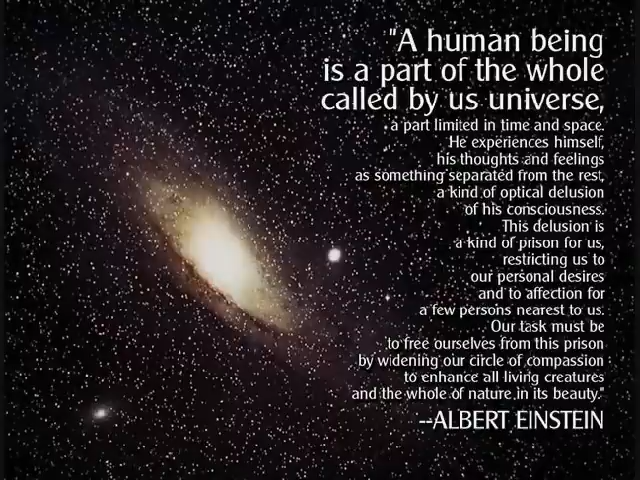 "A human being
is a part of the whole
called by us universe,
a part limited in time and space.
He experiences himself,
his thoughts and feelings
as something separated from the rest,
a kind of optical delusion
of his consciousness.
This delusion is
a kind of prison for us,
restricting us to
our personal desires
and to affection for
a few persons nearest to us.
Our task must be
to free ourselves from this prison
by widening our circle of compassion
to enhance all living creatures
and the whole of nature in its beauty."
--ALBERT EINSTEIN